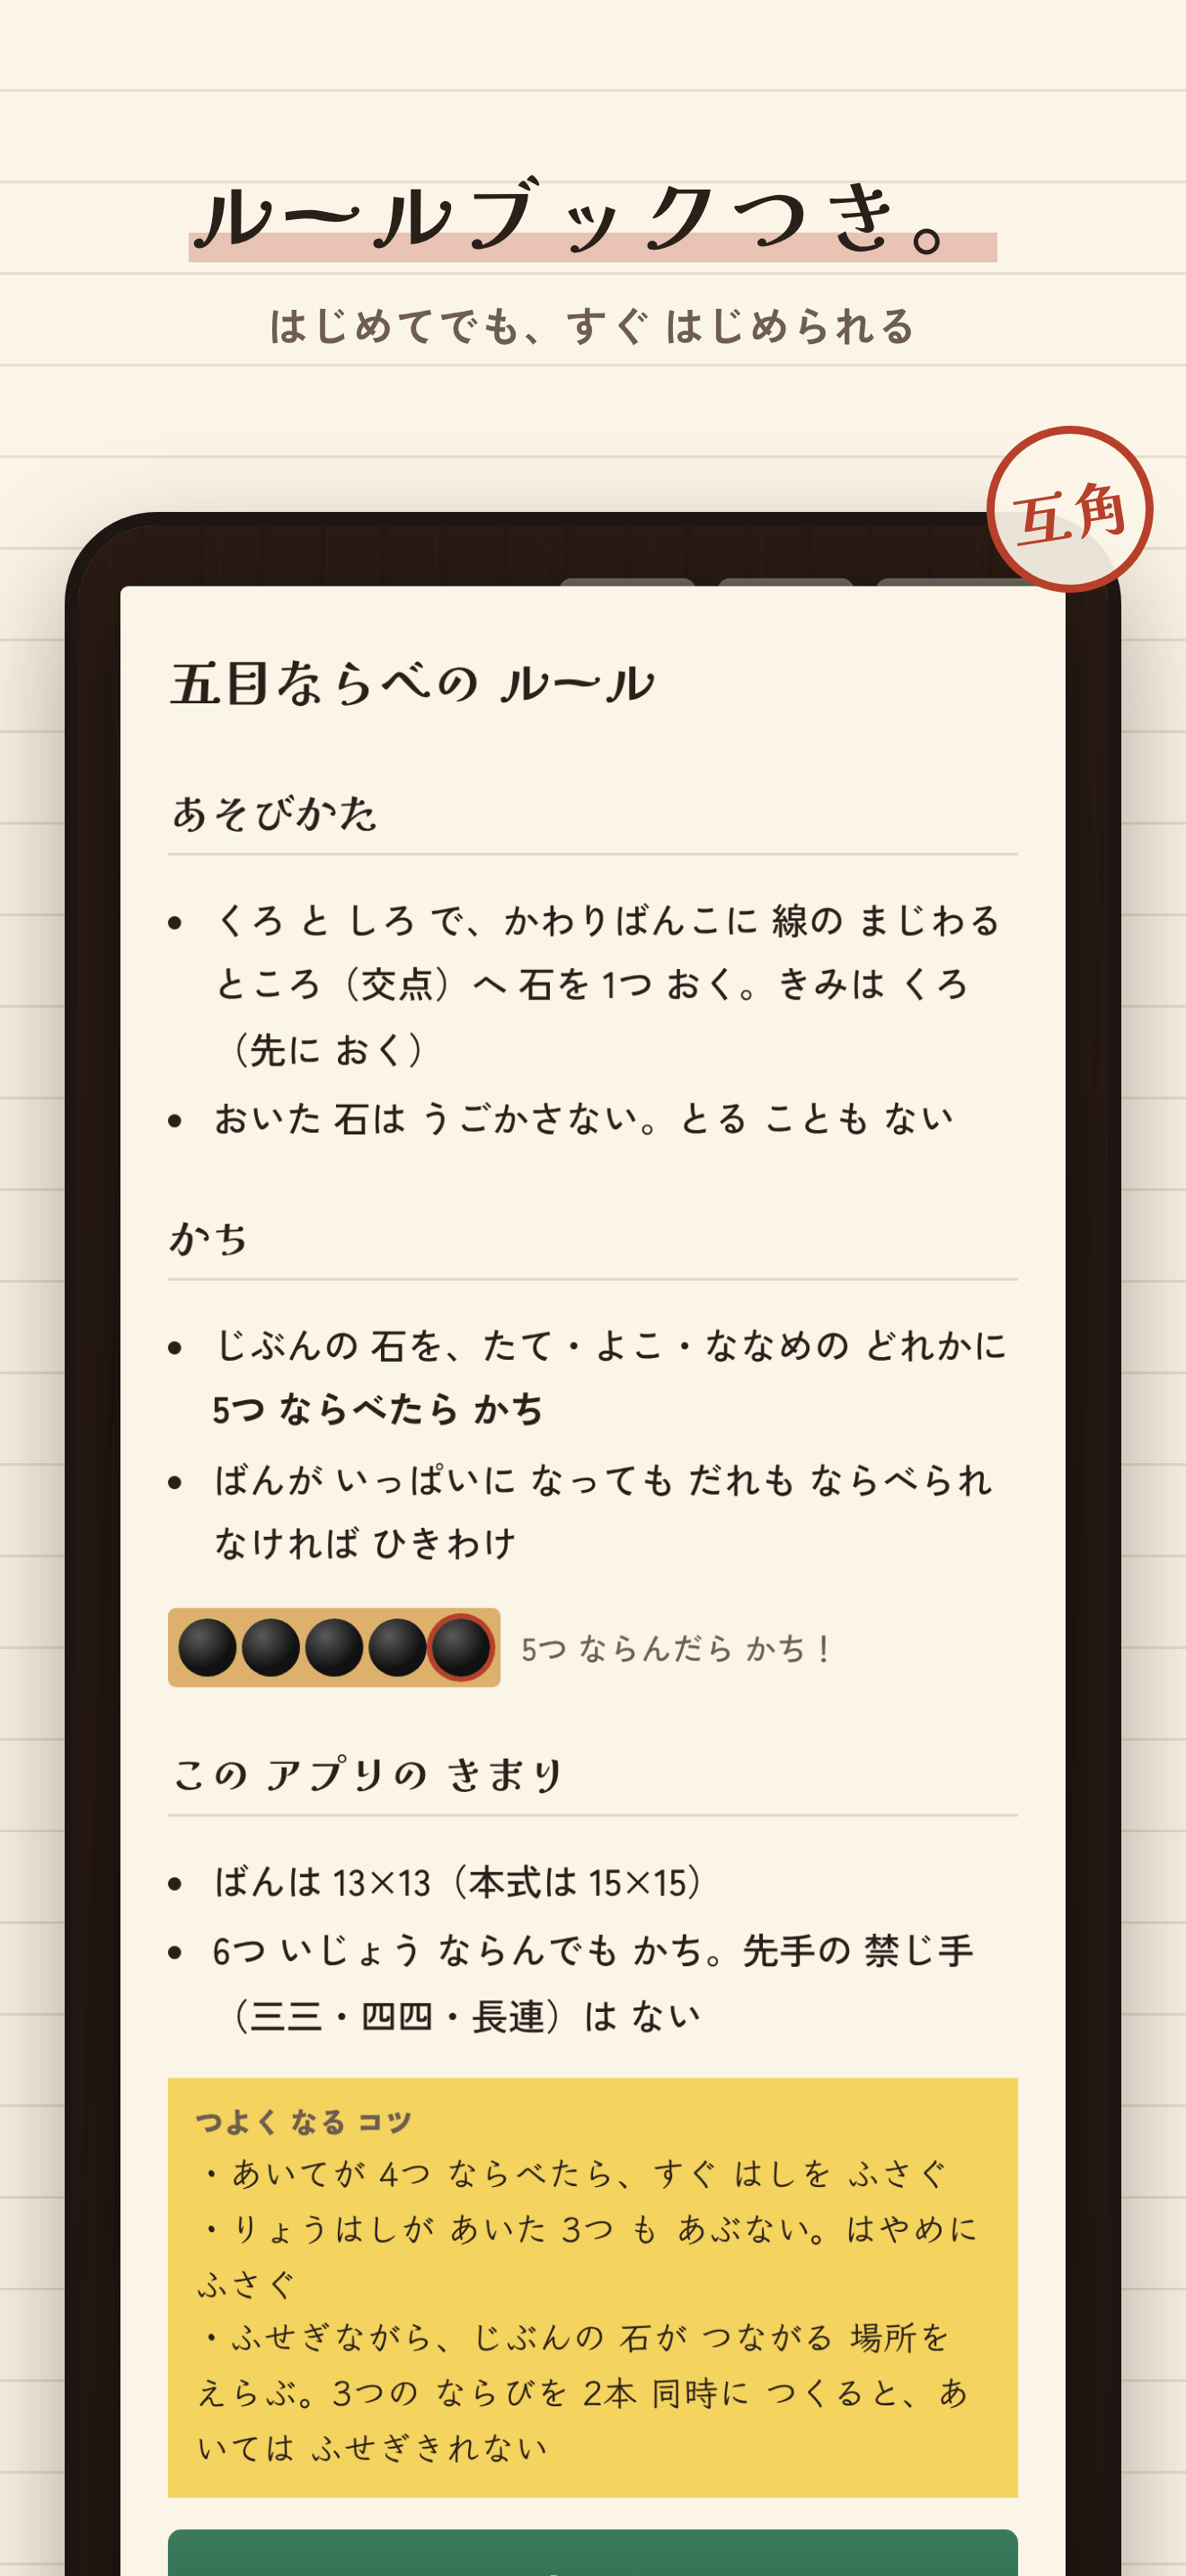 ルールブックつき。
はじめてでも、すぐ はじめられる
互角
五目ならべの ルール
あそびかた
• くろ と しろ で、かわりばんこに 線の まじわる
ところ（交点）へ 石を 1つ おく。きみは くろ
（先に おく）
• おいた 石は うごかさない。とる ことも ない
かち
• じぶんの 石を、たて・よこ・ななめの どれかに
5つ ならべたら かち
• ばんが いっぱいに なっても だれも ならべられ
なければ ひきわけ
5つ ならんだら かち！
この アプリの きまり
• ばんは 13×13（本式は 15×15）
• 6つ いじょう ならんでも かち。先手の 禁じ手
（三三・四四・長連）は ない
つよく なる コツ
・あいてが 4つ ならべたら、すぐ はしを ふさぐ
・りょうはしが あいた 3つ も あぶない。はやめに
ふさぐ
・ふせぎながら、じぶんの 石が つながる 場所を
えらぶ。3つの ならびを 2本 同時に つくると、あ
いては ふせぎきれない